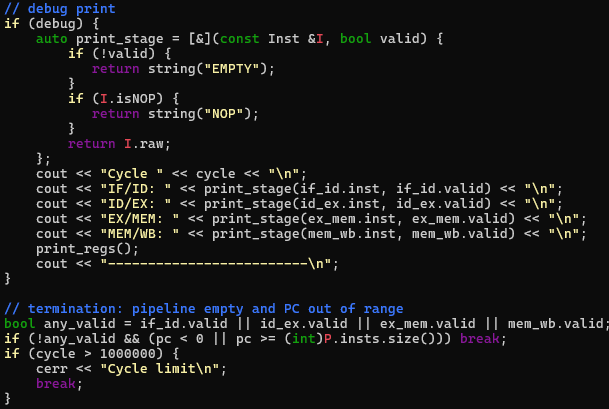 // debug print
if (debug) {
    auto print_stage = [&](const Inst &I, bool valid) {
        if (!valid) {
           return string("EMPTY");
        }
        if (I.isNOP) {
           return string("NOP");
        }
        return I.raw;
    };
    cout << "Cycle " << cycle << "\n";
    cout << "IF/ID: " << print_stage(if_id.inst, if_id.valid) << "\n";
    cout << "ID/EX: " << print_stage(id_ex.inst, id_ex.valid) << "\n";
    cout << "EX/MEM: " << print_stage(ex_mem.inst, ex_mem.valid) << "\n";
    cout << "MEM/WB: " << print_stage(mem_wb.inst, mem_wb.valid) << "\n";
    print_regs();
    cout << "-------------------------\n";
}

// termination: pipeline empty and PC out of range
bool any_valid = if_id.valid || id_ex.valid || ex_mem.valid || mem_wb.valid;
if (!any_valid && (pc < 0 || pc >= (int)P.insts.size())) break;
if (cycle > 1000000) {
    cerr << "Cycle limit\n";
    break;
}